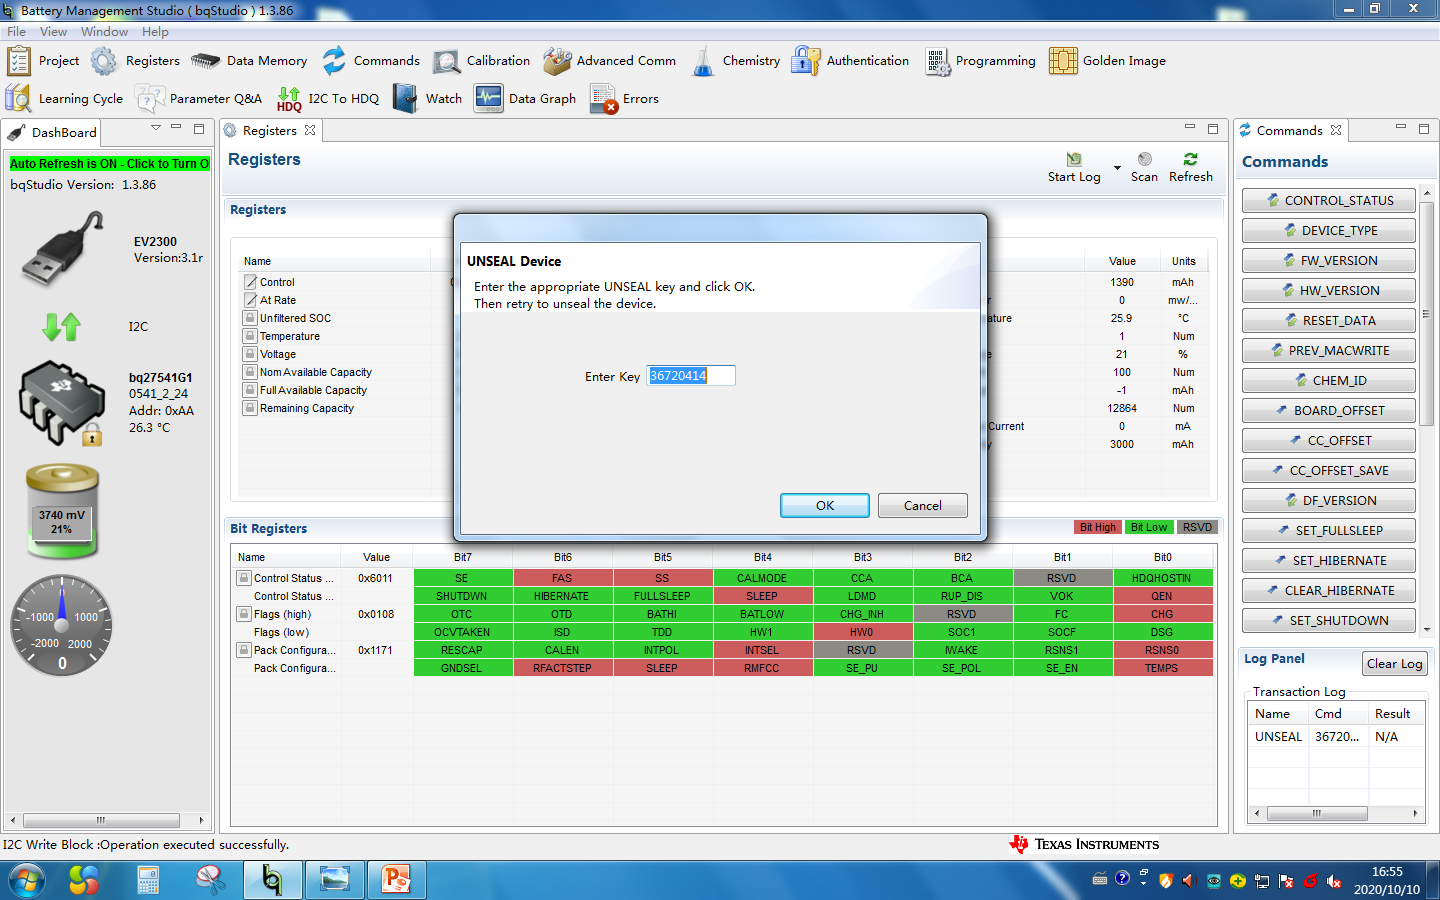 Battery Management Studio ( bqStudio ) 1.3.86
File View Window Help
Project Registers Data Memory Commands Calibration Advanced Comm Chemistry Authentication Programming Golden Image
Learning Cycle Parameter Q&A HDQ I2C To HDQ Watch Data Graph Errors
DashBoard
Auto Refresh is ON - Click to Turn O
bqStudio Version: 1.3.86
EV2300
Version:3.1r
I2C
bq27541G1
0541_2_24
Addr: 0xAA
26.3 °C
3740 mV
21%
-1000 1000
-2000 2000
0
Registers
Registers
Start Log Scan Refresh
Registers
Name Value Units
Control 1390 mAh
At Rate 0 mw/...
Unfiltered SOC ature 25.9 °C
Temperature 1 Num
Voltage 21 %
Nom Available Capacity 100 Num
Full Available Capacity -1 mAh
Remaining Capacity 12864 Num
Current 0 mA
3000 mAh
UNSEAL Device
Enter the appropriate UNSEAL key and click OK.
Then retry to unseal the device.
Enter Key 36720414
OK Cancel
Bit Registers Bit High Bit Low RSVD
Name Value Bit7 Bit6 Bit5 Bit4 Bit3 Bit2 Bit1 Bit0
Control Status ... 0x6011 SE FAS SS CALMODE CCA BCA RSVD HDQHOSTIN
Control Status ... SHUTDWN HIBERNATE FULLSLEEP SLEEP LDMD RUP_DIS VOK QEN
Flags (high) 0x0108 OTC OTD BATHI BATLOW CHG_INH RSVD FC CHG
Flags (low) OCVTAKEN ISD TDD HW1 HW0 SOC1 SOCF DSG
Pack Configura... 0x1171 RESCAP CALEN INTPOL INTSEL RSVD IWAKE RSNS1 RSNS0
Pack Configura... GNDSEL RFACTSTEP SLEEP RMFCC SE_PU SE_POL SE_EN TEMPS
Commands
Commands
CONTROL_STATUS
DEVICE_TYPE
FW_VERSION
HW_VERSION
RESET_DATA
PREV_MACWRITE
CHEM_ID
BOARD_OFFSET
CC_OFFSET
CC_OFFSET_SAVE
DF_VERSION
SET_FULLSLEEP
SET_HIBERNATE
CLEAR_HIBERNATE
SET_SHUTDOWN
Log Panel Clear Log
Transaction Log
Name Cmd Result
UNSEAL 36720... N/A
I2C Write Block :Operation executed successfully.
TEXAS INSTRUMENTS
16:55
2020/10/10